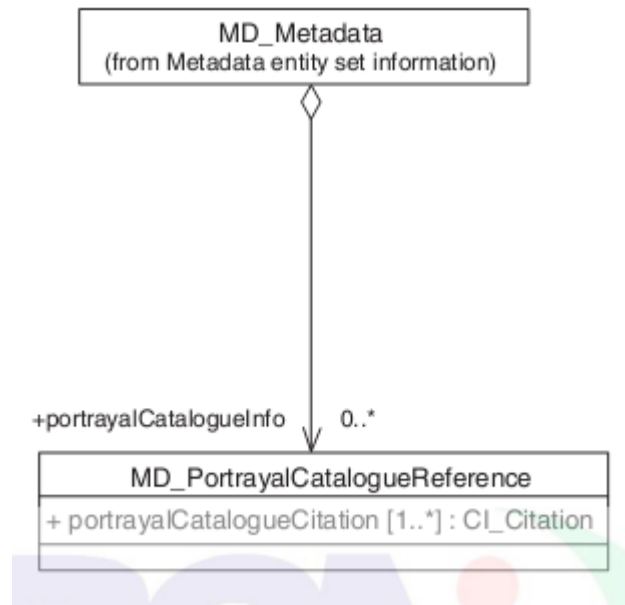 MD_Metadata
(from Metadata entity set information)
+portrayalCatalogueInfo 0..*
MD_PortrayalCatalogueReference
+ portrayalCatalogueCitation [1..*] : CI_Citation